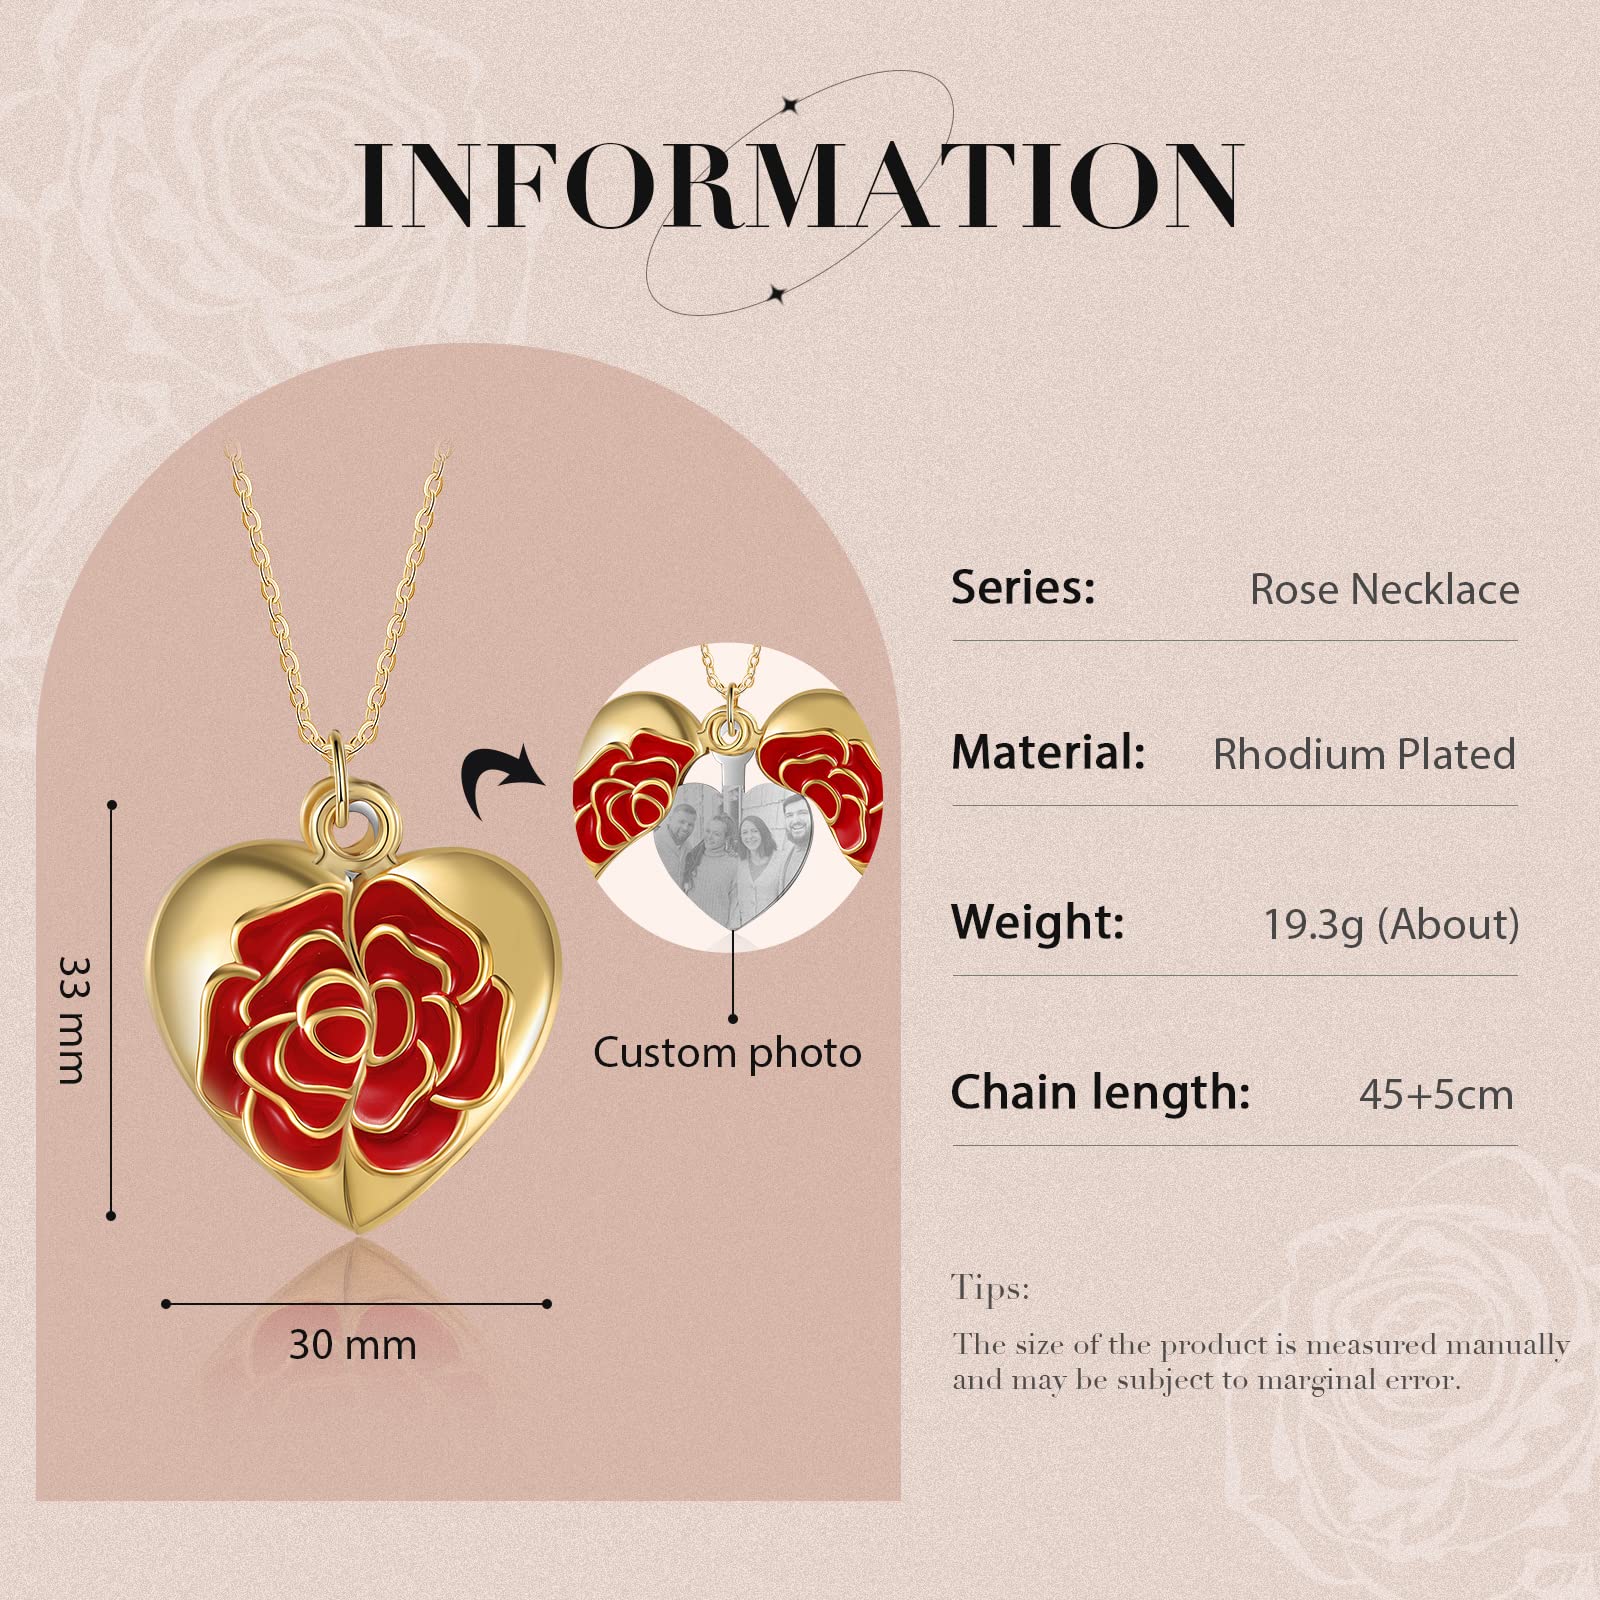 INFORMATION
33 mm
30 mm
Custom photo
Series: Rose Necklace
Material: Rhodium Plated
Weight: 19.3g (About)
Chain length: 45+5cm
Tips:
The size of the product is measured manually
and may be subject to marginal error.